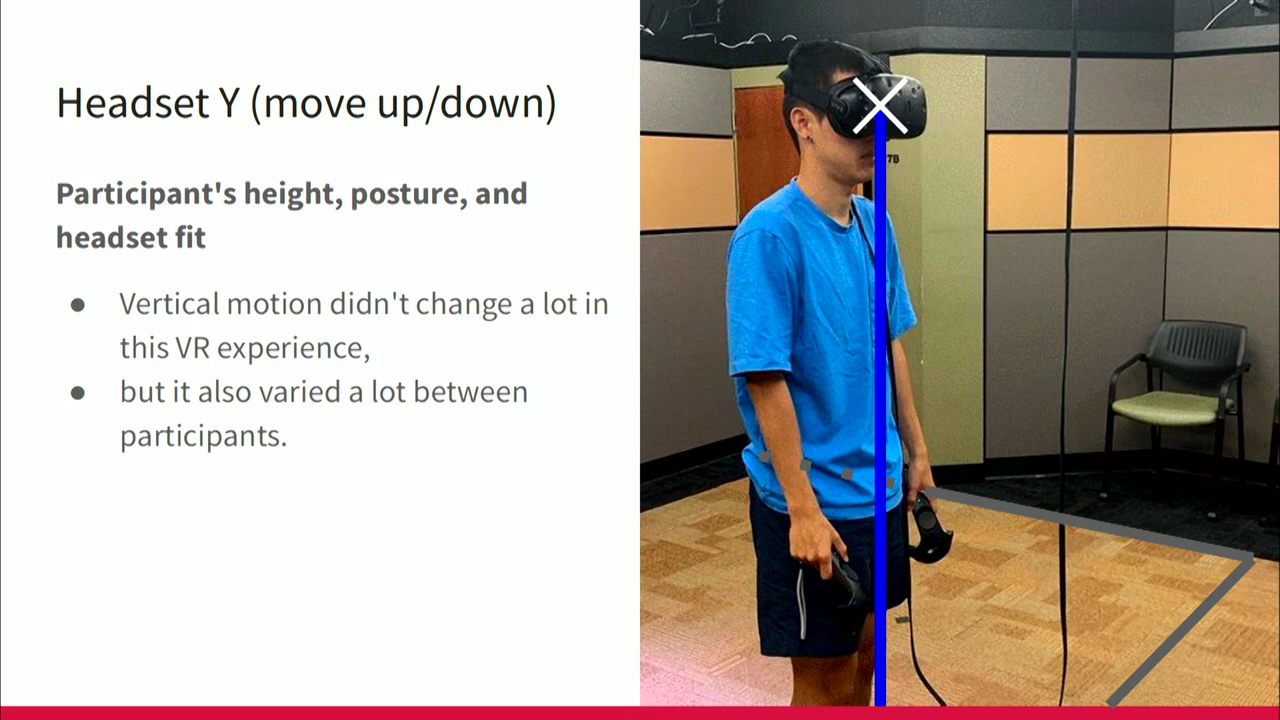 Headset Y (move up/down)
Participant's height, posture, and
headset fit
● Vertical motion didn't change a lot in
this VR experience,
● but it also varied a lot between
participants.
7B